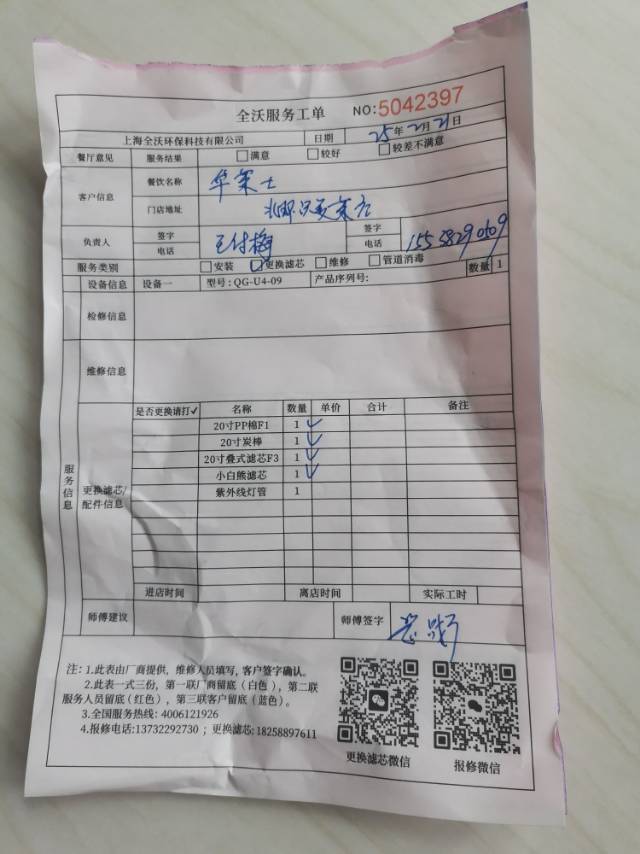 全沃服务工单 NO:5042397
上海全沃环保科技有限公司 日期 25年2月21日
餐厅意见 服务结果 满意 较好 较差不满意
客户信息 餐饮名称 华莱士
门店地址
负责人 签字 签字
电话 电话 15558290509
服务类别 安装 更换滤芯 维修 管道消毒 数量 1
设备信息 设备一 型号:QG-U4-09 产品序列号:
检修信息
维修信息
服务信息
更换滤芯/配件信息
是否更换请打✓ 名称 数量 单价 合计 备注
20寸PP棉F1 1 ✓
20寸炭棒 1 ✓
20寸叠式滤芯F3 1 ✓
小白熊滤芯 1 ✓
紫外线灯管 1
进店时间 离店时间 实际工时
师傅建议 师傅签字
注:1.此表由厂商提供,维修人员填写,客户签字确认。
2.此表一式三份,第一联厂商留底(白色),第二联
服务人员留底(红色),第三联客户留底(蓝色)。
3.全国服务热线:4006121926
4.报修电话:13732292730;更换滤芯:18258897611
更换滤芯微信 报修微信